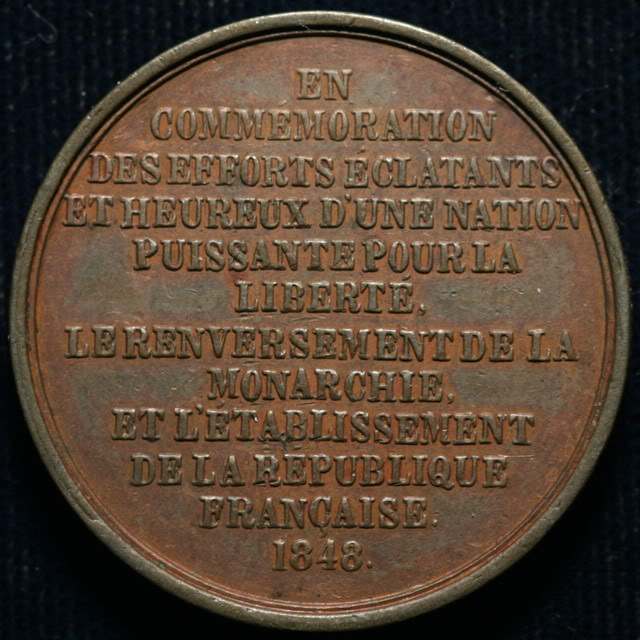 EN
COMMÉMORATION
DES EFFORTS ÉCLATANTS
ET HEUREUX D'UNE NATION
PUISSANTE POUR LA
LIBERTÉ,
LE RENVERSEMENT DE LA
MONARCHIE,
ET L'ÉTABLISSEMENT
DE LA RÉPUBLIQUE
FRANÇAISE.
1848.